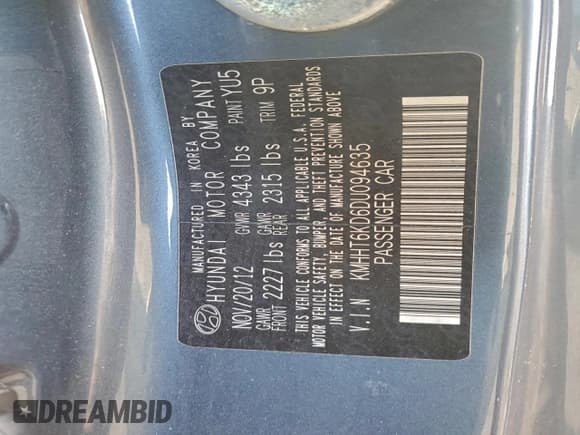 MANUFACTURED IN KOREA BY
HYUNDAI MOTOR COMPANY
NOV/20/12 GVWR 4343 lbs PAINT YU5
GAWR FRONT 2227 lbs GAWR REAR 2315 lbs TRIM 9P
THIS VEHICLE CONFORMS TO ALL APPLICABLE U.S.A. FEDERAL
MOTOR VEHICLE SAFETY, BUMPER, AND THEFT PREVENTION STANDARDS
IN EFFECT ON THE DATE OF MANUFACTURE SHOWN ABOVE
V.I.N KMHHT6KD6DU094635
PASSENGER CAR
DREAMBID